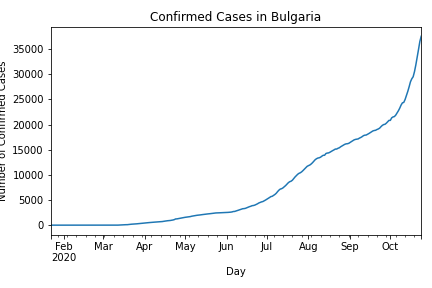 Confirmed Cases in Bulgaria
Number of Confirmed Cases
35000
30000
25000
20000
15000
10000
5000
0
Feb Mar Apr May Jun Jul Aug Sep Oct
2020
Day